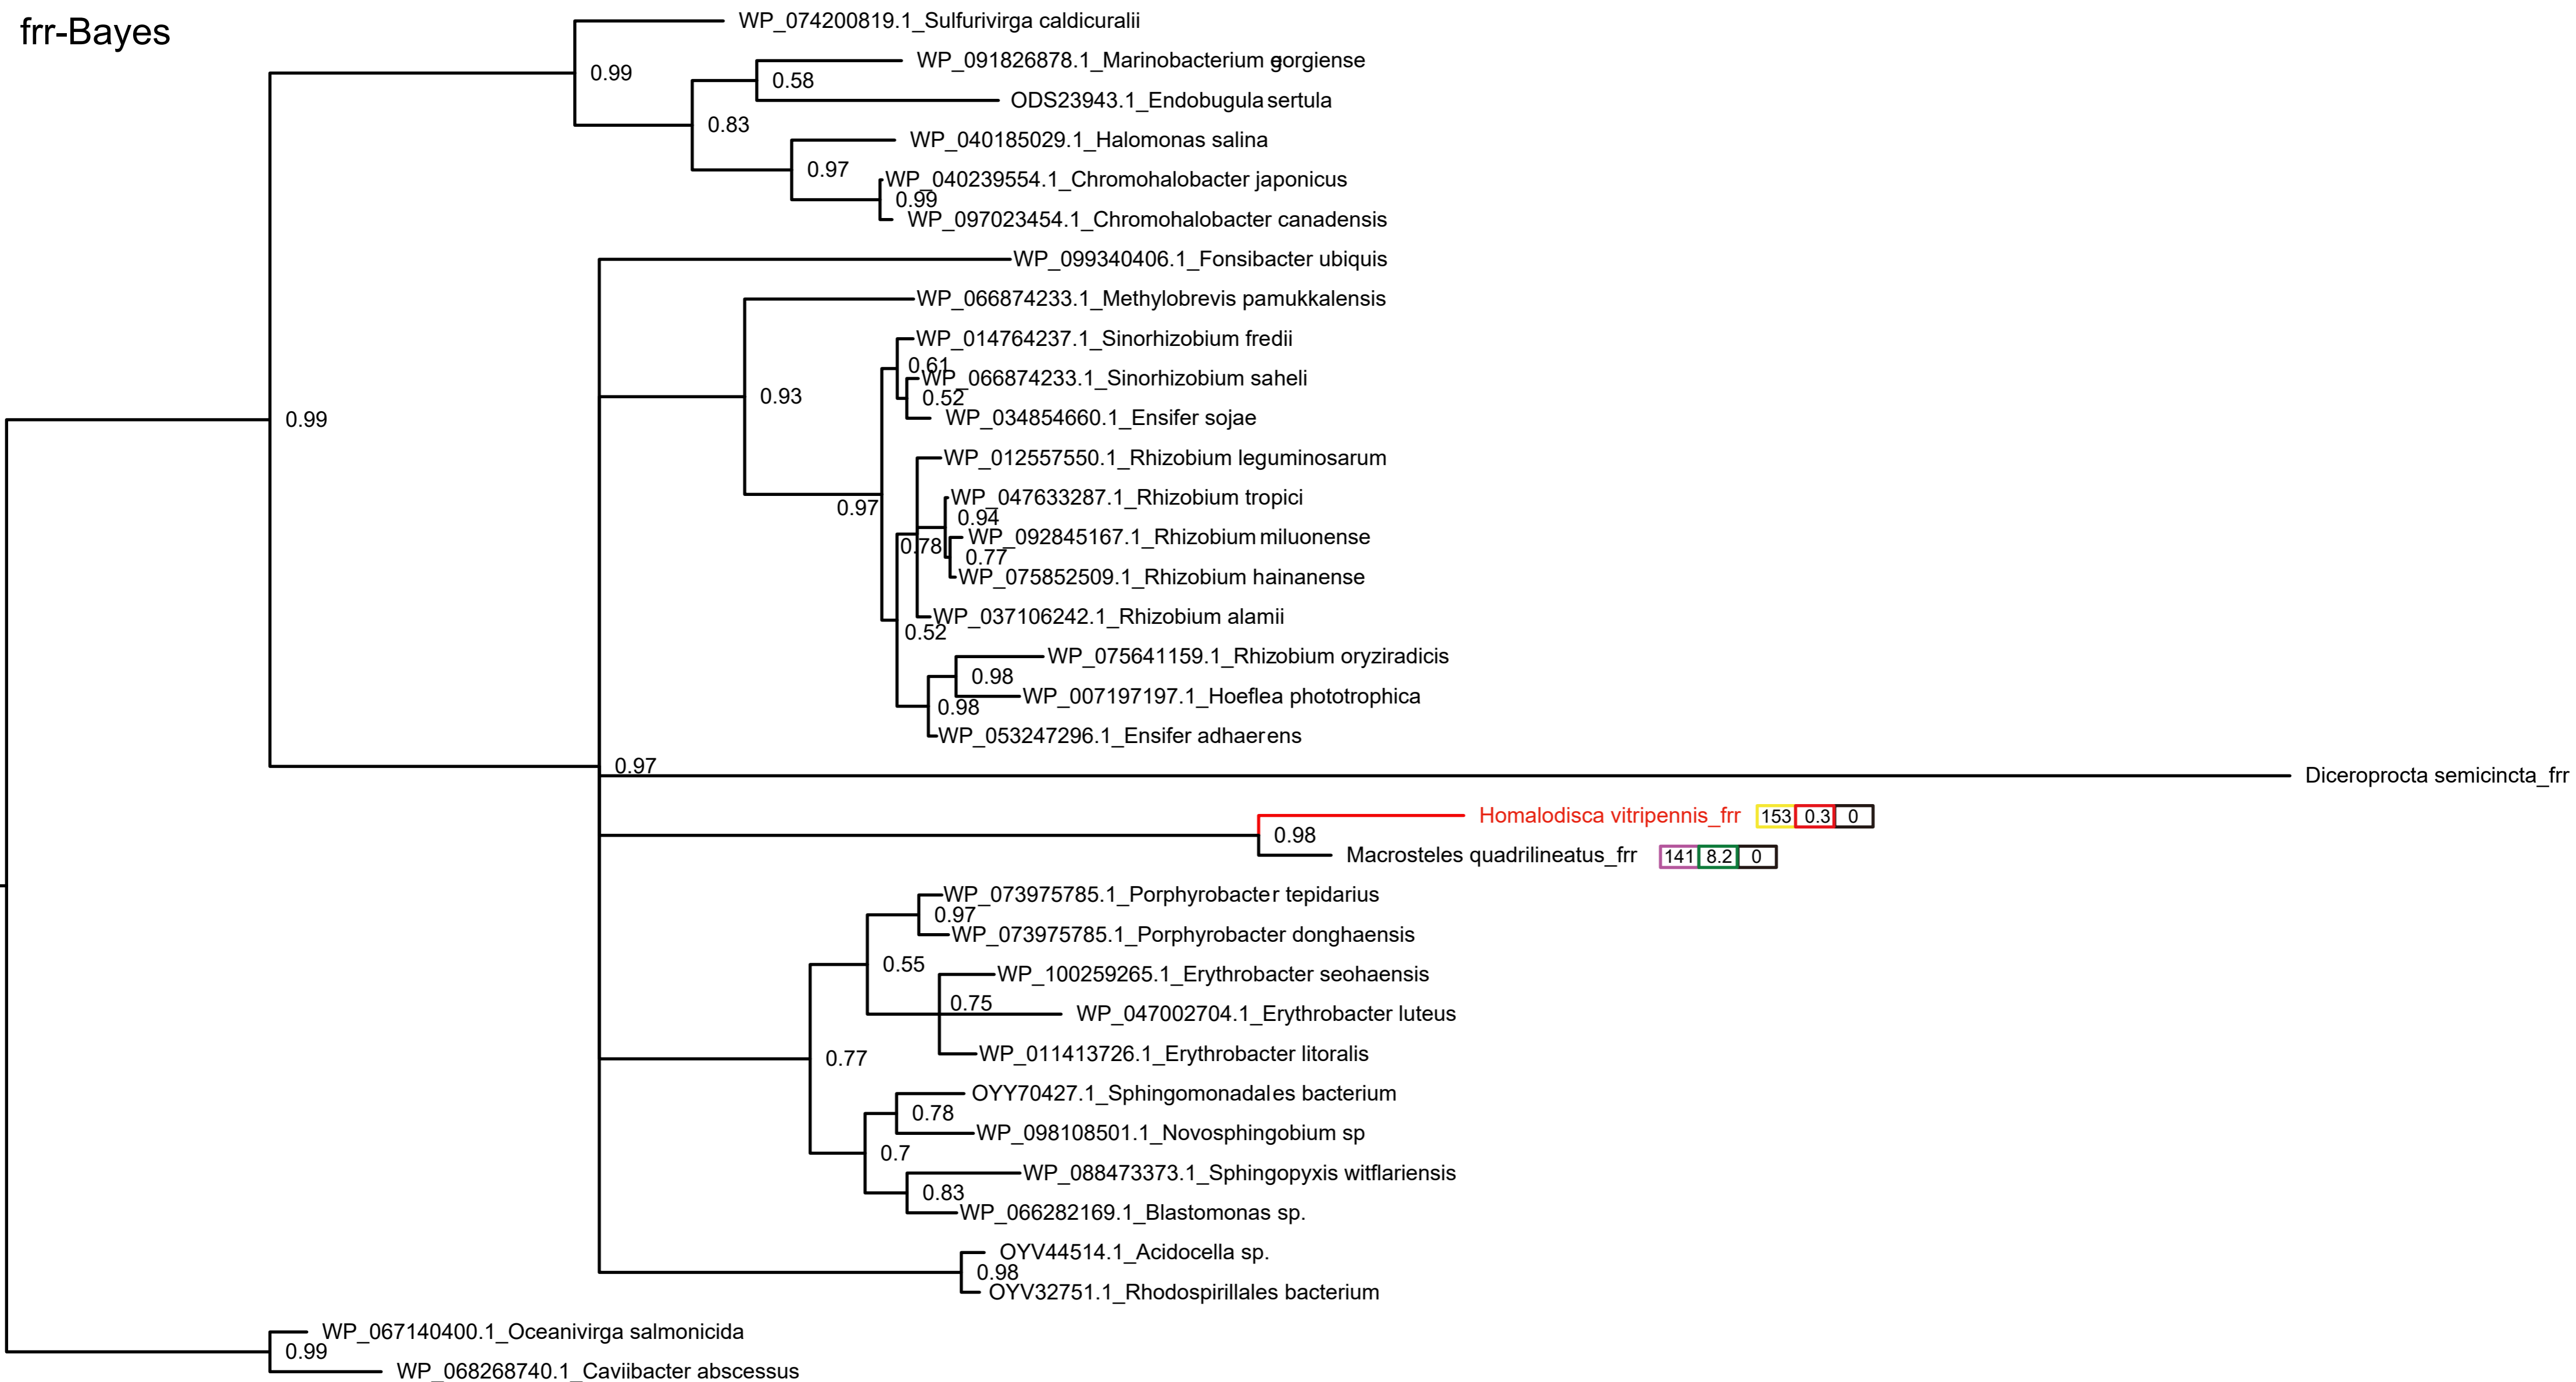 frr-Bayes
WP_074200819.1_Sulfurivirga caldicuralii
WP_091826878.1_Marinobacterium gorgiense
0.99
0.58
ODS23943.1_Endobugula sertula
0.83
WP_040185029.1_Halomonas salina
0.97
WP_040239554.1_Chromohalobacter japonicus
0.99
WP_097023454.1_Chromohalobacter canadensis
WP_099340406.1_Fonsibacter ubiquis
WP_066874233.1_Methylobrevis pamukkalensis
WP_014764237.1_Sinorhizobium fredii
0.61
WP_066874233.1_Sinorhizobium saheli
0.93
0.52
0.99
WP_034854660.1_Ensifer sojae
WP_012557550.1_Rhizobium leguminosarum
WP_047633287.1_Rhizobium tropici
0.97
0.94
WP_092845167.1_Rhizobium miluonense
0.78
0.77
WP_075852509.1_Rhizobium hainanense
WP_037106242.1_Rhizobium alamii
0.52
WP_075641159.1_Rhizobium oryziradicis
0.98
WP_007197197.1_Hoeflea phototrophica
0.98
WP_053247296.1_Ensifer adhaerens
0.97
Diceroprocta semicincta_frr
Homalodisca vitripennis_frr 153 0.3 0
0.98
Macrosteles quadrilineatus_frr 141 8.2 0
WP_073975785.1_Porphyrobacter tepidarius
0.97
WP_073975785.1_Porphyrobacter donghaensis
0.55
WP_100259265.1_Erythrobacter seohaensis
0.75
WP_047002704.1_Erythrobacter luteus
WP_011413726.1_Erythrobacter litoralis
0.77
OYY70427.1_Sphingomonadales bacterium
0.78
WP_098108501.1_Novosphingobium sp
0.7
WP_088473373.1_Sphingopyxis witflariensis
0.83
WP_066282169.1_Blastomonas sp.
OYV44514.1_Acidocella sp.
0.98
OYV32751.1_Rhodospirillales bacterium
WP_067140400.1_Oceanivirga salmonicida
0.99
WP_068268740.1_Caviibacter abscessus